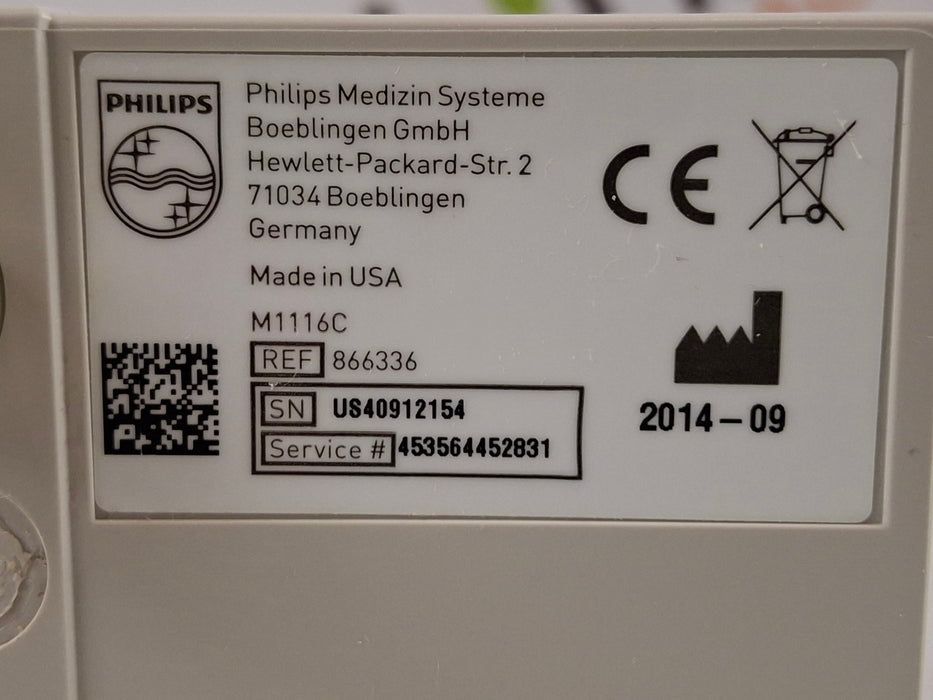 PHILIPS
Philips Medizin Systeme
Boeblingen GmbH
Hewlett-Packard-Str. 2
71034 Boeblingen
Germany
Made in USA
M1116C
REF 866336
SN US40912154
Service # 453564452831
CE
2014-09